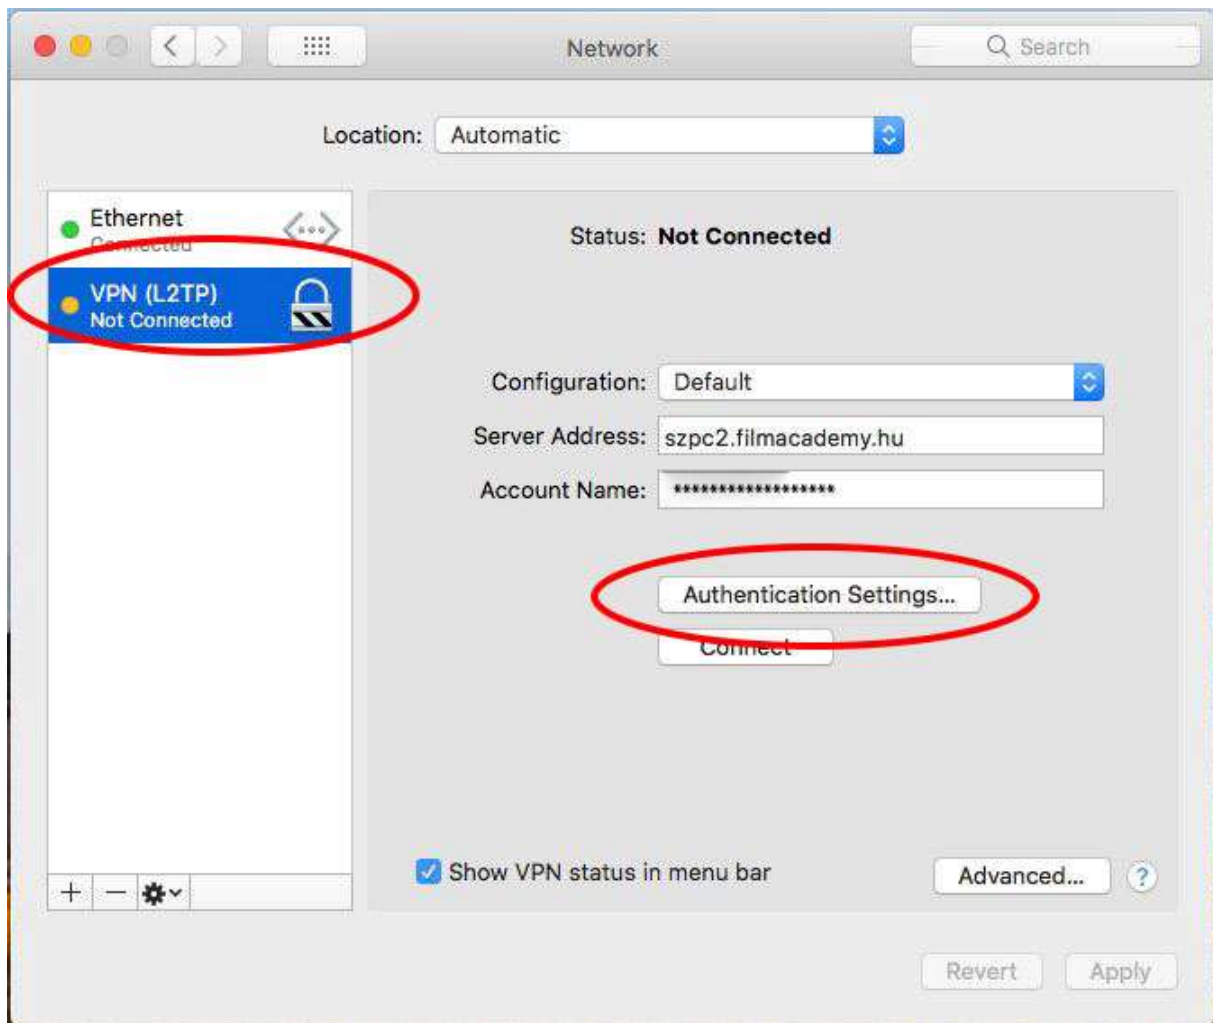 Network
Search
Location: Automatic
Ethernet
Connected
VPN (L2TP)
Not Connected
Status: Not Connected
Configuration: Default
Server Address: szpc2.filmacademy.hu
Account Name: ******************
Authentication Settings...
Connect
Show VPN status in menu bar
Advanced... ?
Revert Apply